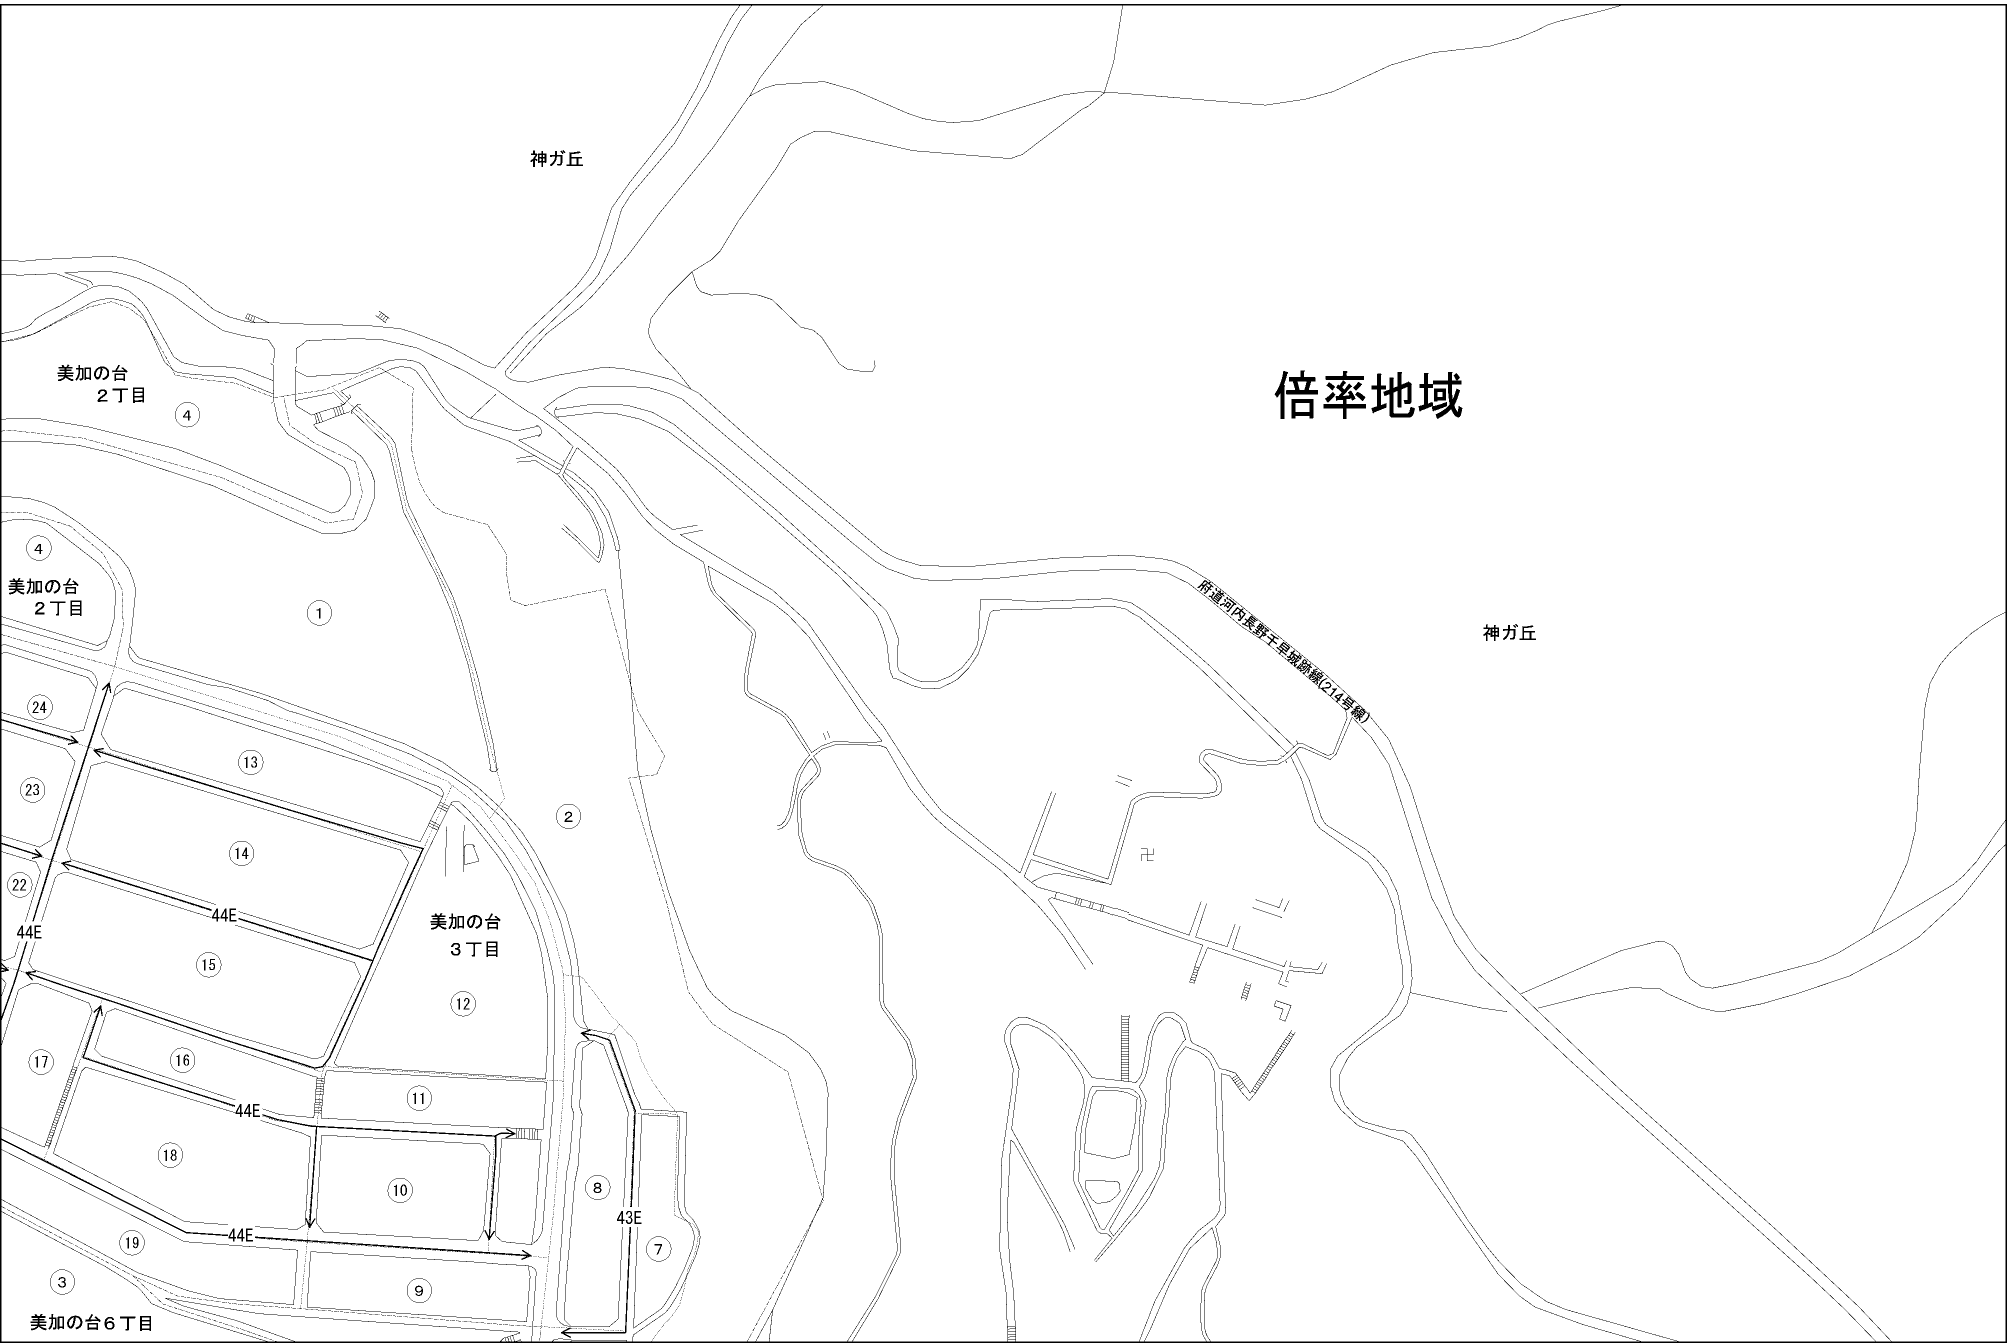 神ガ丘
倍率地域
美加の台
２丁目
④
④
美加の台
２丁目
①
府道河内長野千早城跡線(214号線)
神ガ丘
㉔
⑬
㉓
②
⑭
㉒
44E
44E
美加の台
３丁目
⑮
⑫
⑰
⑯
⑪
44E
⑱
⑩
⑧
43E
44E
⑲
⑦
③
⑨
美加の台６丁目